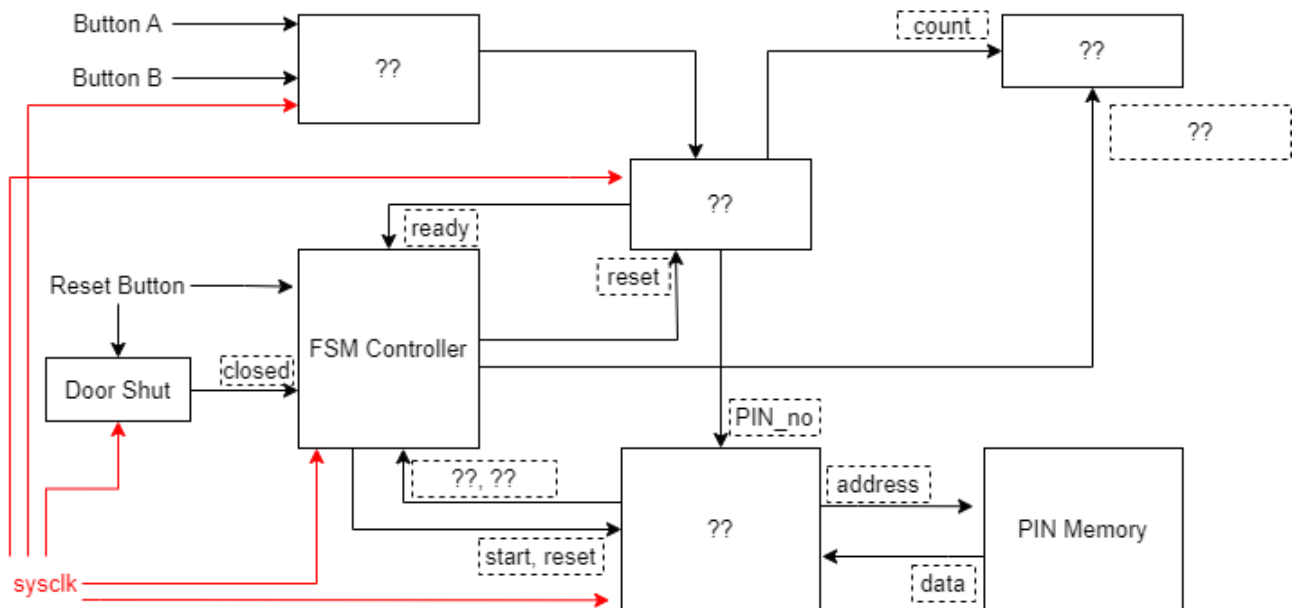 Button A
Button B
??
count
??
??
??
ready
reset
Reset Button
FSM Controller
closed
Door Shut
PIN_no
??, ??
address
??
PIN Memory
start, reset
data
sysclk